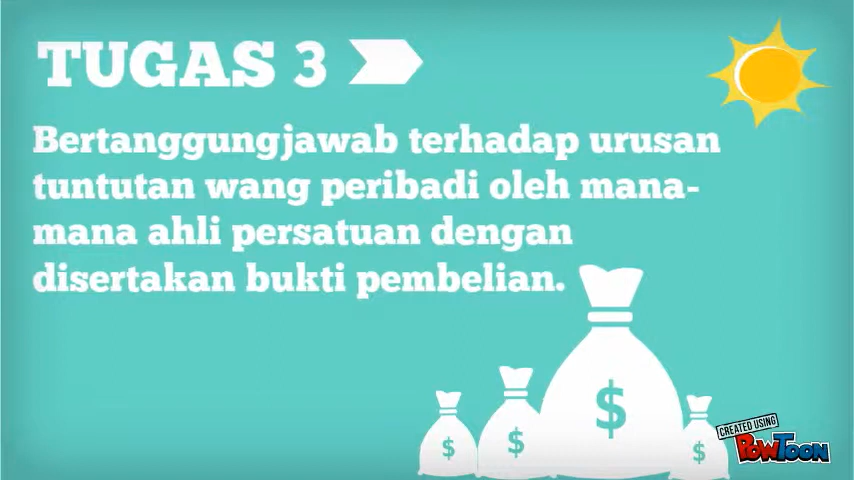 TUGAS 3
Bertanggungjawab terhadap urusan
tuntutan wang peribadi oleh mana-
mana ahli persatuan dengan
disertakan bukti pembelian.
$
$
$
$
CREATED USING
POWTOON